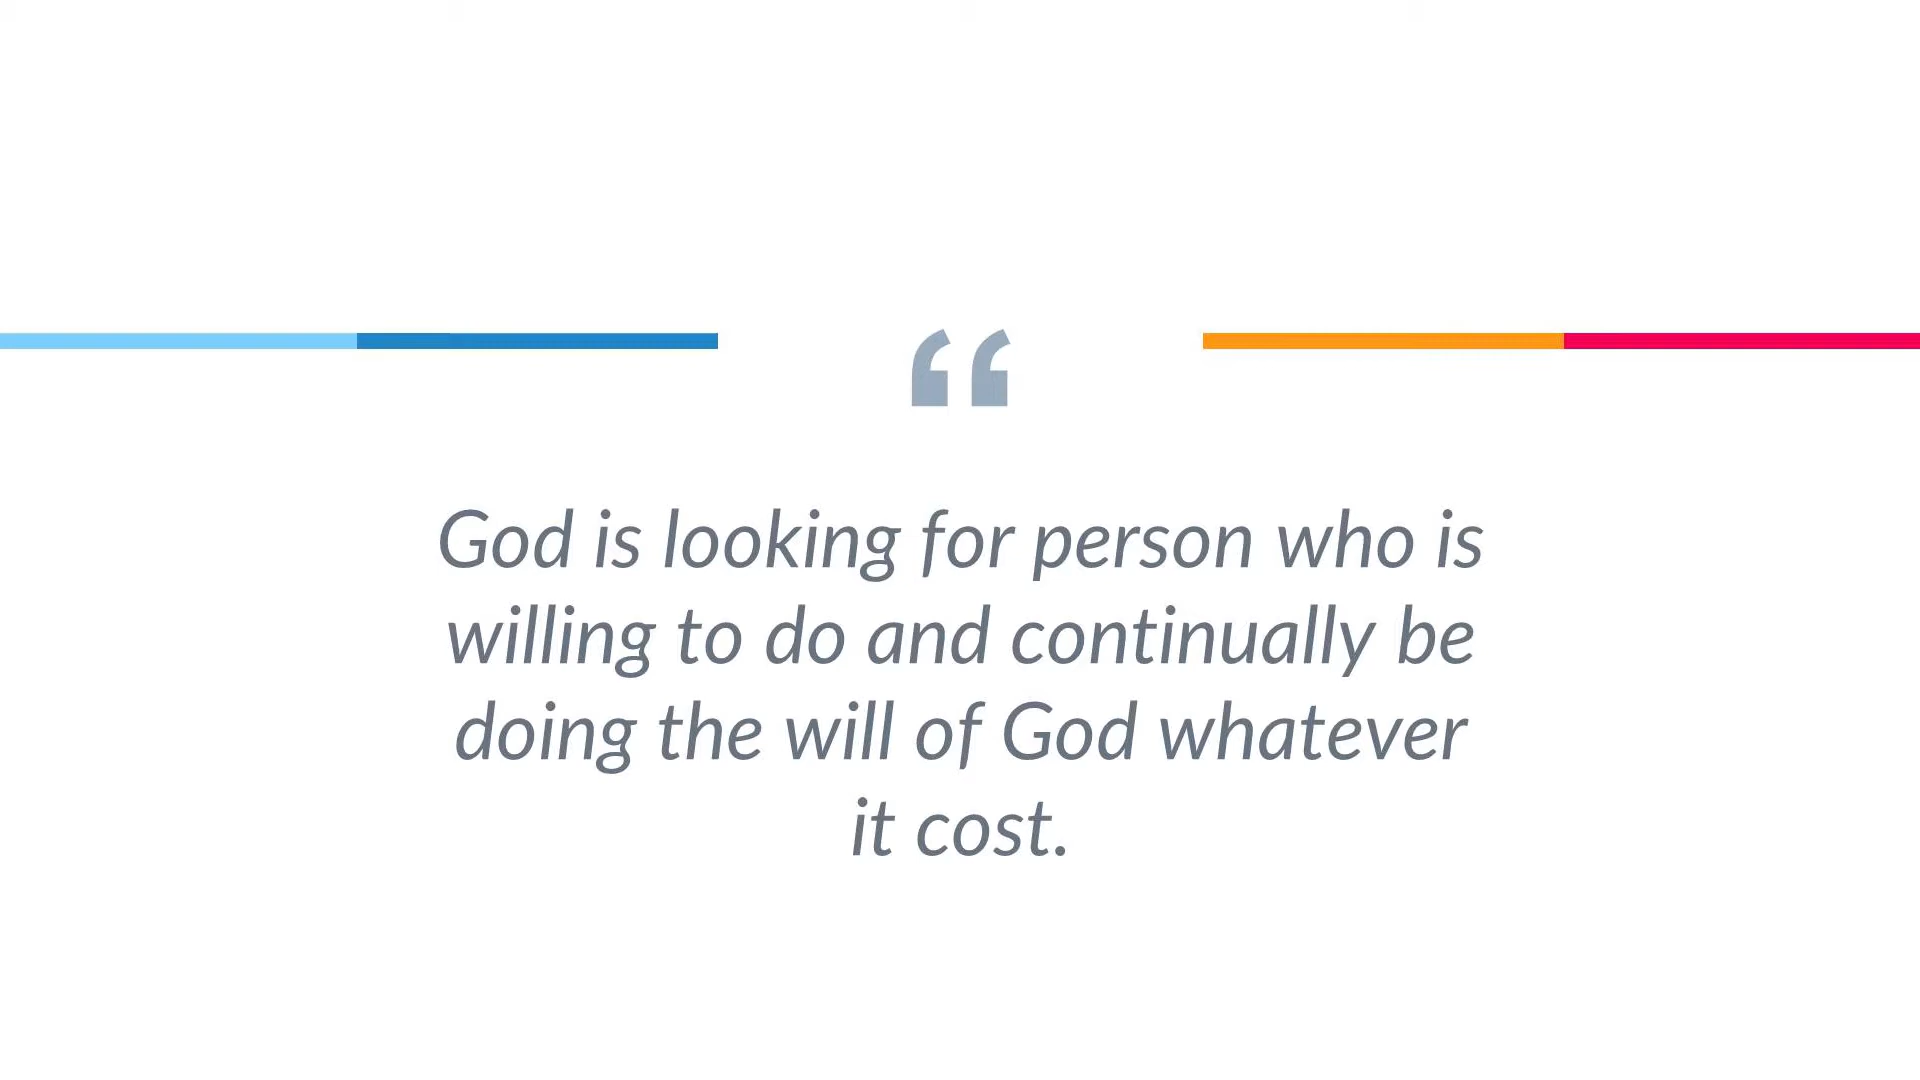 “
God is looking for person who is
willing to do and continually be
doing the will of God whatever
it cost.